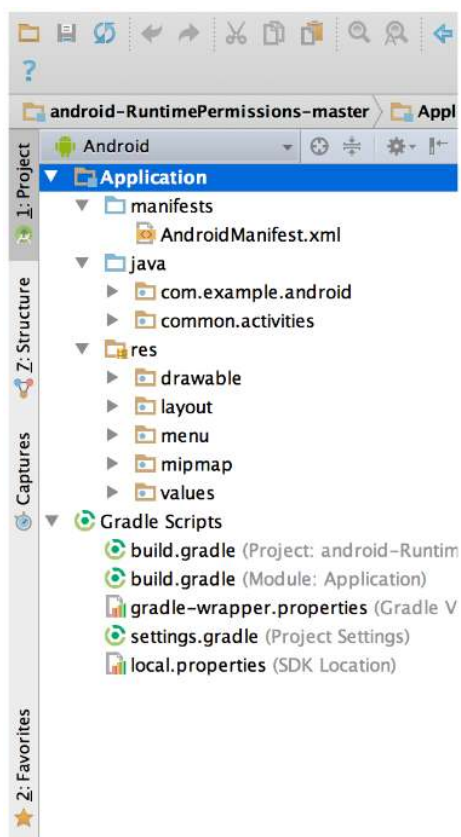 ?
android-RuntimePermissions-master Appl
Android
1: Project
Z: Structure
Captures
2: Favorites
Application
manifests
AndroidManifest.xml
java
com.example.android
common.activities
res
drawable
layout
menu
mipmap
values
Gradle Scripts
build.gradle (Project: android-Runtim
build.gradle (Module: Application)
gradle-wrapper.properties (Gradle V
settings.gradle (Project Settings)
local.properties (SDK Location)